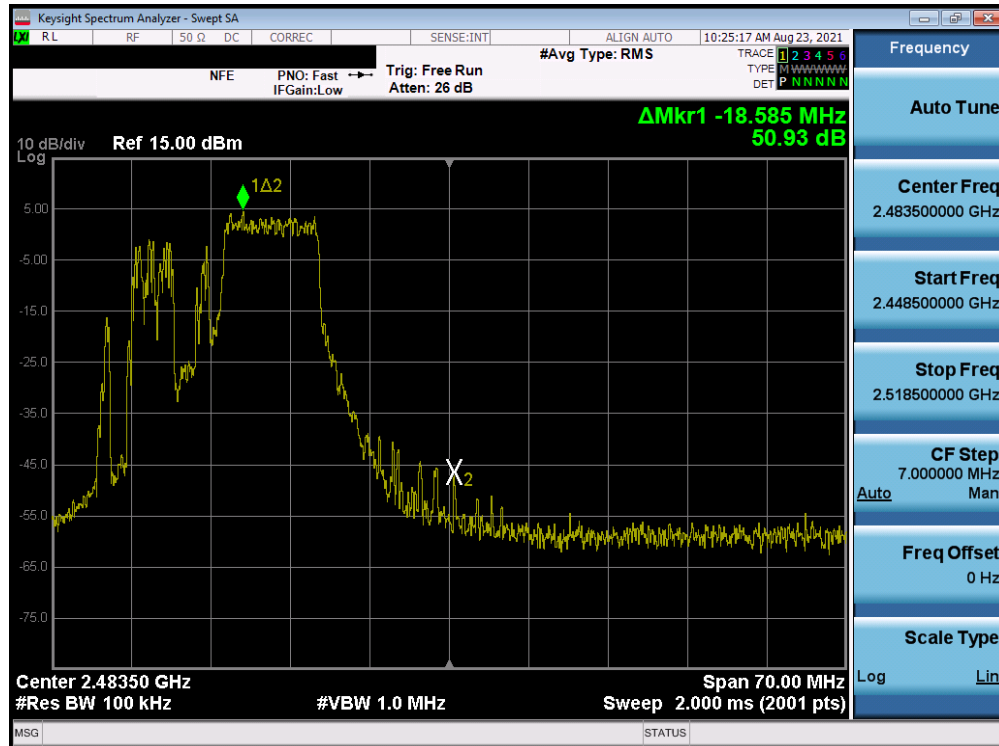 Keysight Spectrum Analyzer - Swept SA
LXI RL RF 50 Ω DC CORREC SENSE:INT ALIGN AUTO 10:25:17 AM Aug 23, 2021
NFE PNO: Fast Trig: Free Run #Avg Type: RMS TRACE 1 2 3 4 5 6
IFGain:Low Atten: 26 dB TYPE M WWWWW
DET P N N N N N
ΔMkr1 -18.585 MHz
50.93 dB
10 dB/div Ref 15.00 dBm
Log
1Δ2
5.00
-5.00
-15.0
-25.0
-35.0
-45.0
X2
-55.0
-65.0
-75.0
Center 2.48350 GHz Span 70.00 MHz
#Res BW 100 kHz #VBW 1.0 MHz Sweep 2.000 ms (2001 pts)
MSG STATUS
Frequency
Auto Tune
Center Freq
2.483500000 GHz
Start Freq
2.448500000 GHz
Stop Freq
2.518500000 GHz
CF Step
7.000000 MHz
Auto Man
Freq Offset
0 Hz
Scale Type
Log Lin